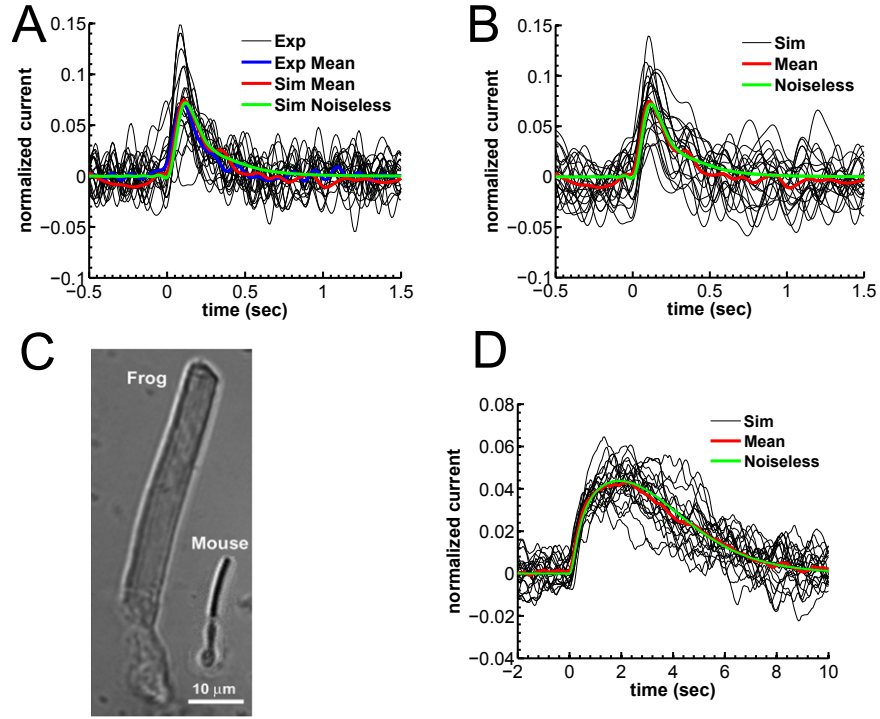 A
normalized current
0.15
0.1
0.05
0
−0.05
−0.1
Exp
Exp Mean
Sim Mean
Sim Noiseless
−0.5 0 0.5 1 1.5
time (sec)
B
normalized current
0.15
0.1
0.05
0
−0.05
−0.1
Sim
Mean
Noiseless
−0.5 0 0.5 1 1.5
time (sec)
C
Frog
Mouse
10 µm
D
normalized current
0.08
0.06
0.04
0.02
0
−0.02
−0.04
Sim
Mean
Noiseless
−2 0 2 4 6 8 10
time (sec)